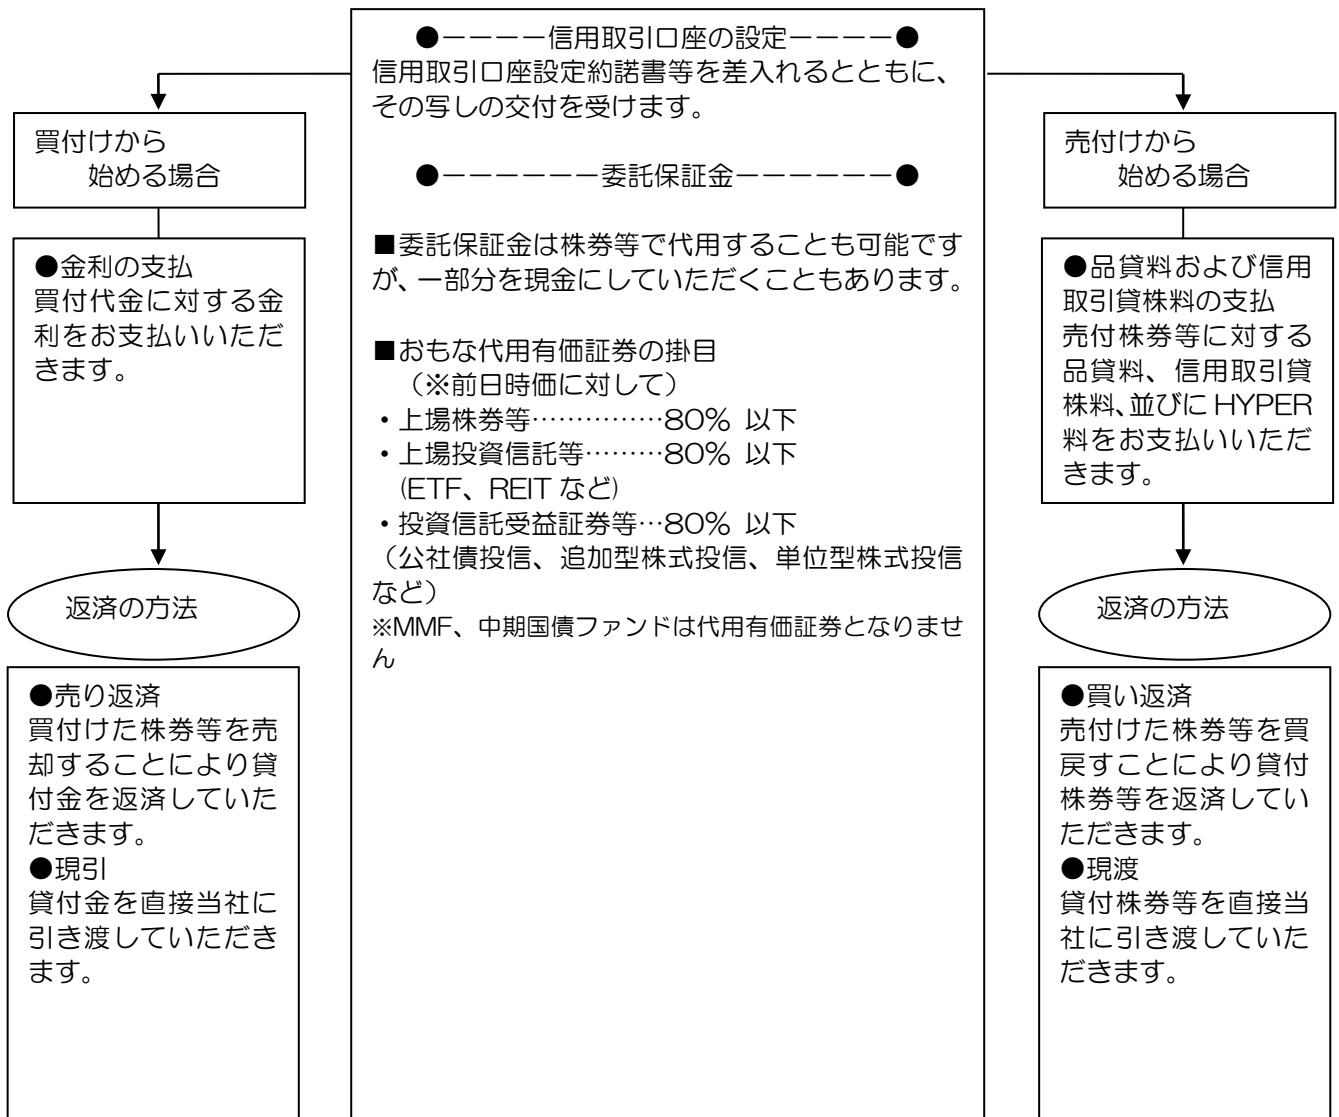 ●ーーーー信用取引口座の設定ーーーー●
信用取引口座設定約諾書等を差入れるとともに、
その写しの交付を受けます。
●ーーーーーー委託保証金ーーーーーー●
■委託保証金は株券等で代用することも可能です
が、一部分を現金にしていただくこともあります。
■おもな代用有価証券の掛目
（※前日時価に対して）
・上場株券等……………80% 以下
・上場投資信託等………80% 以下
(ETF、REIT など)
・投資信託受益証券等…80% 以下
（公社債投信、追加型株式投信、単位型株式投信
など）
※MMF、中期国債ファンドは代用有価証券となりませ
ん
買付けから
始める場合
●金利の支払
買付代金に対する金
利をお支払いいただ
きます。
返済の方法
●売り返済
買付けた株券等を売
却することにより貸
付金を返済していた
だきます。
●現引
貸付金を直接当社に
引き渡していただき
ます。
売付けから
始める場合
●品貸料および信用
取引貸株料の支払
売付株券等に対する
品貸料、信用取引貸
株料、並びに HYPER
料をお支払いいただ
きます。
返済の方法
●買い返済
売付けた株券等を買
戻すことにより貸付
株券等を返済してい
ただきます。
●現渡
貸付株券等を直接当
社に引き渡していた
だきます。